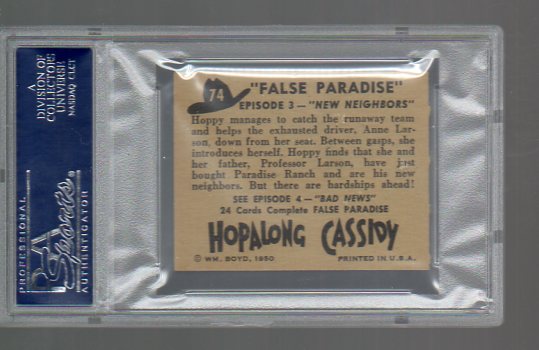 A
DIVISION OF
COLLECTORS
UNIVERSE
NASDAQ: CLCT
PROFESSIONAL
PSA
Sports
AUTHENTICATOR
74
"FALSE PARADISE"
EPISODE 3 — "NEW NEIGHBORS"
Hoppy manages to catch the runaway team
and helps the exhausted driver, Anne Lar-
son, down from her seat. Between gasps, she
introduces herself. Hoppy finds that she and
her father, Professor Larson, have just
bought Paradise Ranch and are his new
neighbors. But there are hardships ahead!
SEE EPISODE 4 — "BAD NEWS"
24 Cards Complete FALSE PARADISE
HOPALONG CASSIDY
© WM. BOYD, 1950 PRINTED IN U.S.A.